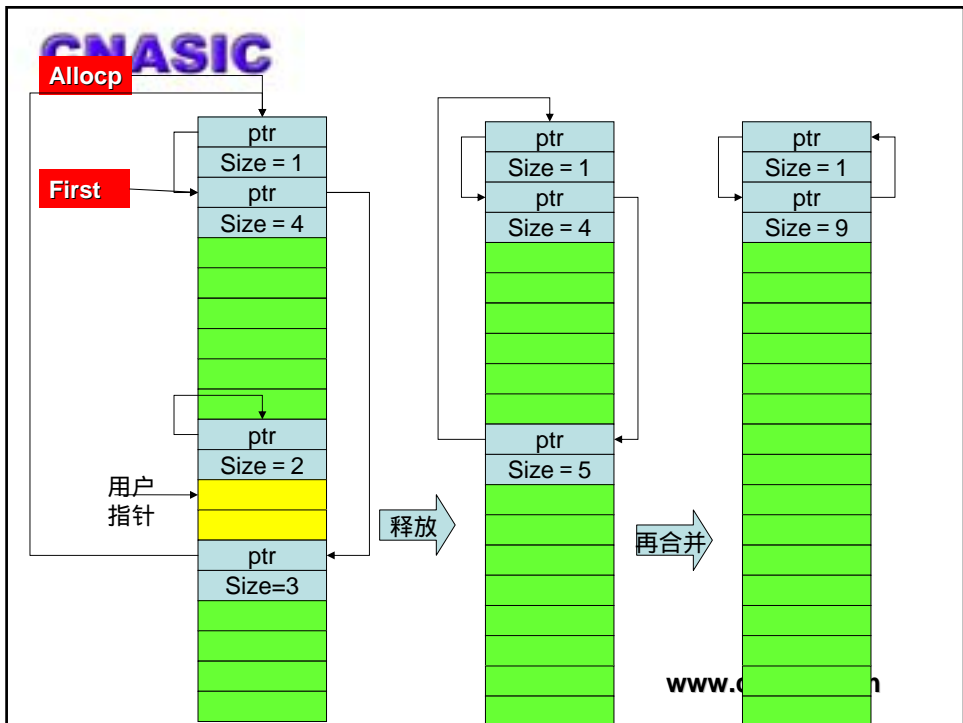 CNASIC
Allocp
First
ptr
Size = 1
ptr
Size = 4
ptr
Size = 2
用户
指针
ptr
Size=3
释放
ptr
Size = 1
ptr
Size = 4
ptr
Size = 5
再合并
ptr
Size = 1
ptr
Size = 9